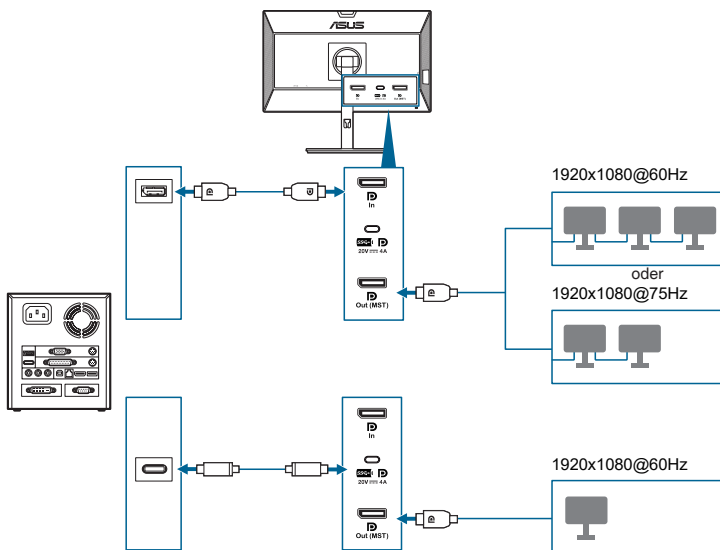 ASUS
In
20V 4A
Out (MST)
1920x1080@60Hz
oder
1920x1080@75Hz
In
20V 4A
Out (MST)
1920x1080@60Hz